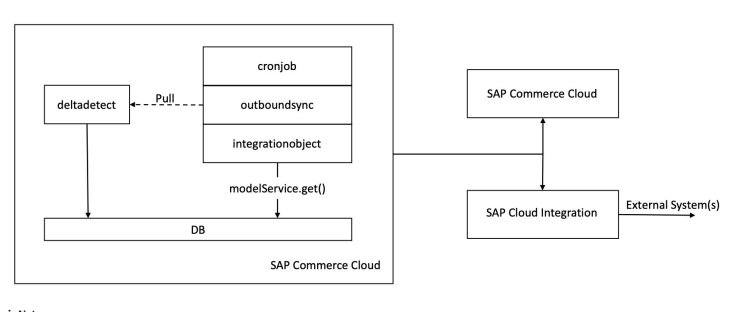 cronjob
deltadetect
Pull
outboundsync
integrationobject
modelService.get()
DB
SAP Commerce Cloud
SAP Commerce Cloud
SAP Cloud Integration
External System(s)